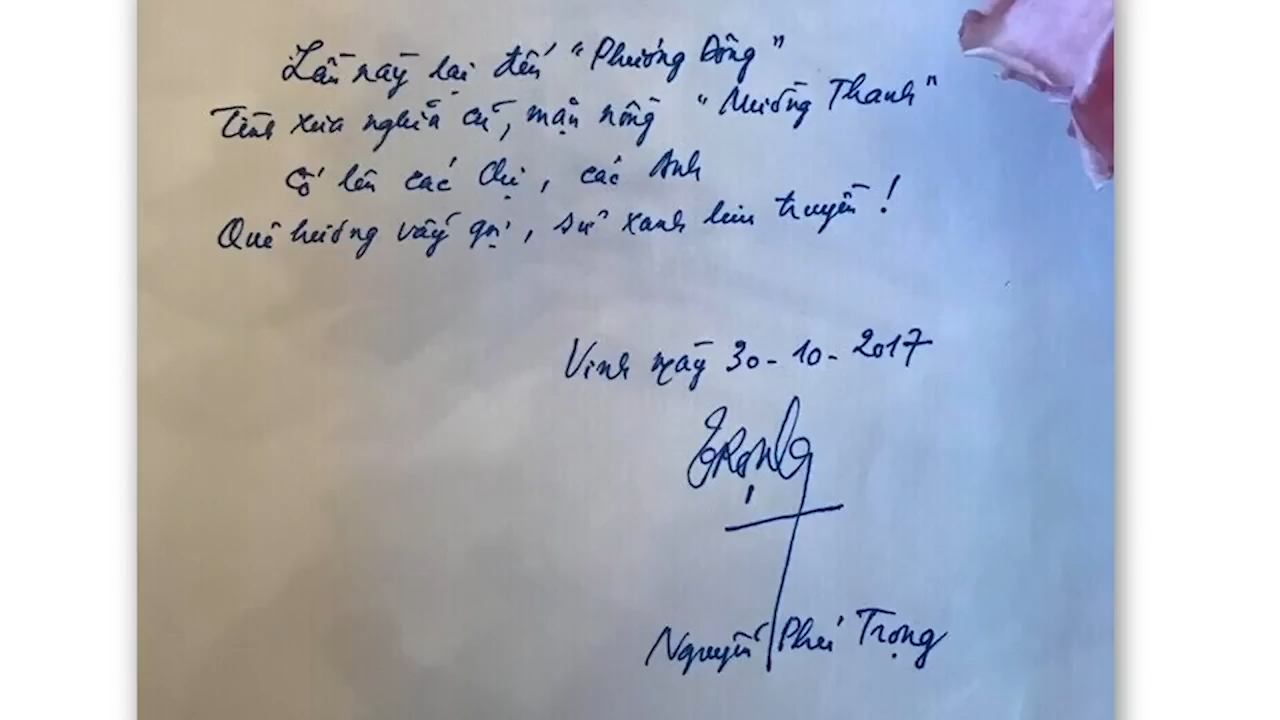 Lần này lại đến "Phương Đông"
Tình xưa nghĩa cũ, mặn nồng "Mường Thanh"
Cố lên các Chị, các Anh
Quê hương vẫy gọi, sử xanh lưu truyền!
Vinh ngày 30-10-2017
Trọng
Nguyễn Phú Trọng